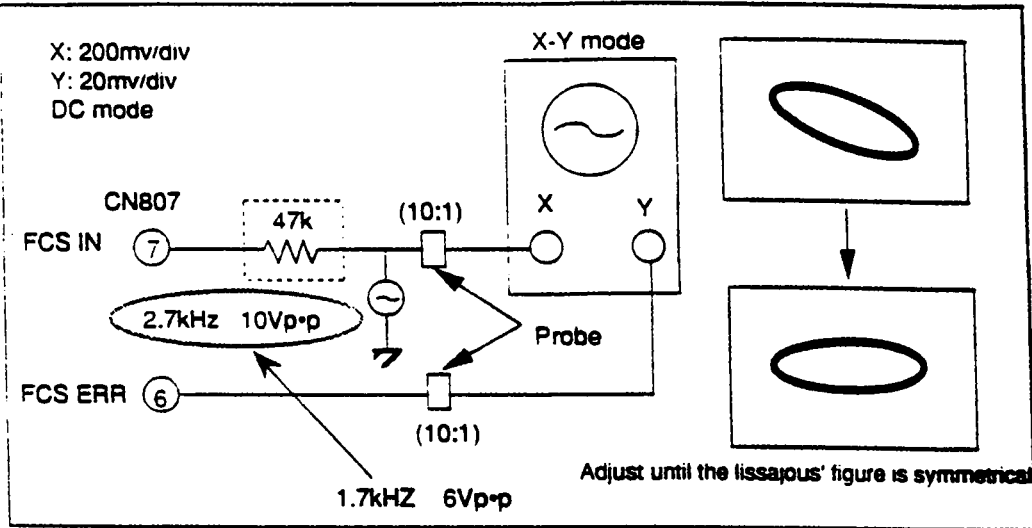 X: 200mv/div
Y: 20mv/div
DC mode
X-Y mode
CN807
FCS IN
7
47k
(10:1)
X
Y
2.7kHz 10Vp•p
Probe
FCS ERR
6
(10:1)
1.7kHZ 6Vp•p
Adjust until the lissajous' figure is symmetrical